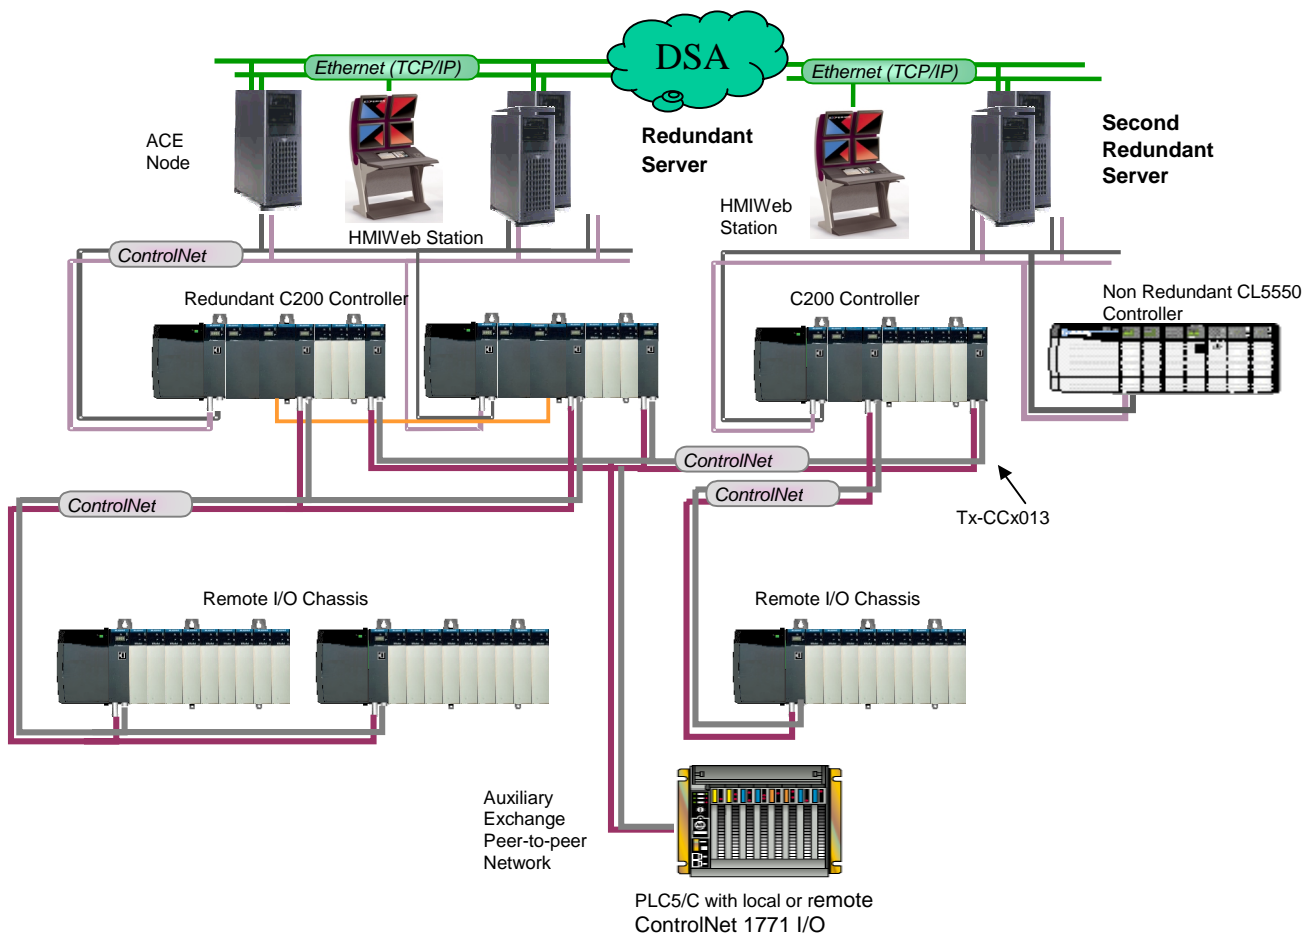 DSA
Ethernet (TCP/IP)
Ethernet (TCP/IP)
ACE
Node
Redundant
Server
Second
Redundant
Server
HMIWeb Station
HMIWeb
Station
ControlNet
Redundant C200 Controller
C200 Controller
Non Redundant CL5550
Controller
ControlNet
ControlNet
ControlNet
Tx-CCx013
Remote I/O Chassis
Remote I/O Chassis
Auxiliary
Exchange
Peer-to-peer
Network
PLC5/C with local or remote
ControlNet 1771 I/O